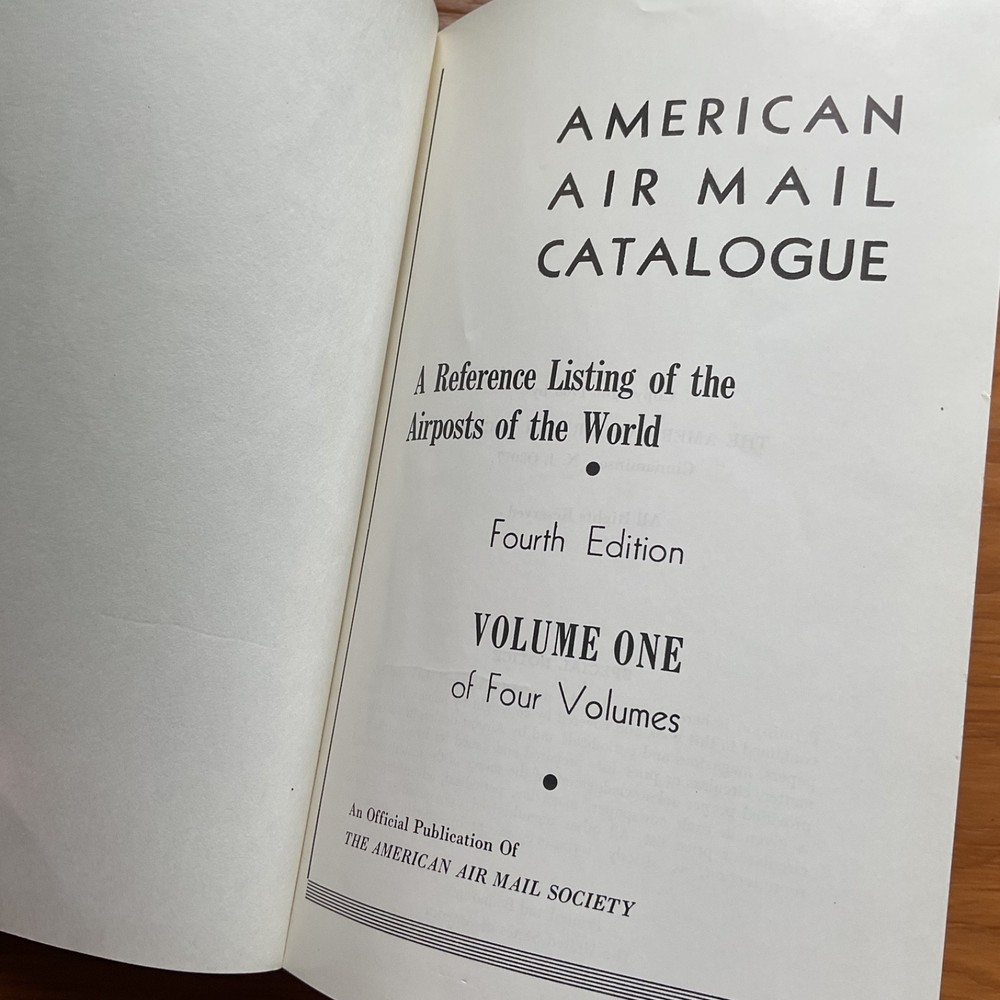 AMERICAN
AIR MAIL
CATALOGUE
A Reference Listing of the
Airposts of the World
Fourth Edition
VOLUME ONE
of Four Volumes
An Official Publication Of
THE AMERICAN AIR MAIL SOCIETY